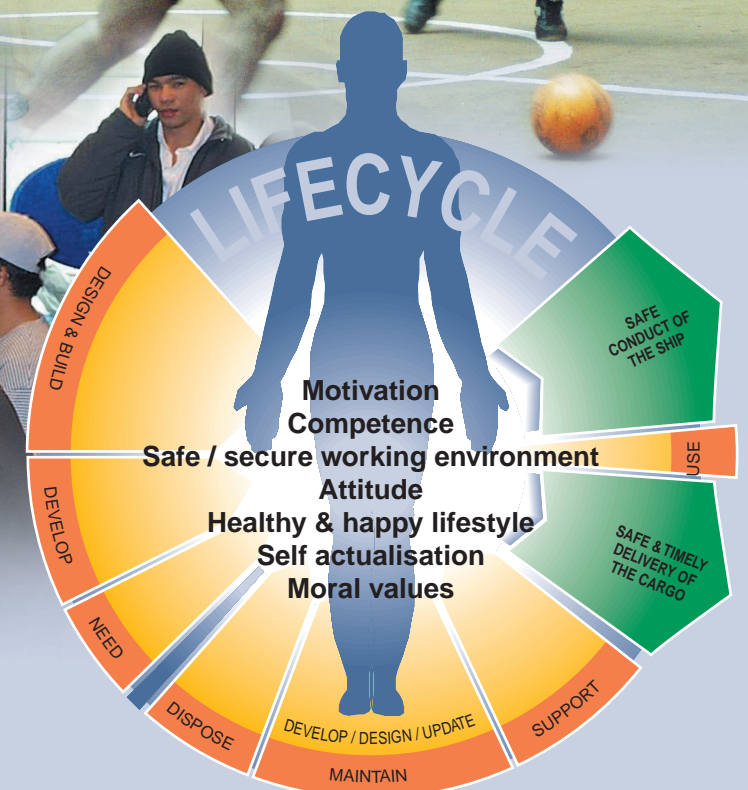 LIFECYCLE
DESIGN & BUILD
DEVELOP
NEED
DISPOSE
DEVELOP / DESIGN / UPDATE
MAINTAIN
SUPPORT
SAFE & TIMELY
DELIVERY OF
THE CARGO
USE
SAFE
CONDUCT OF
THE SHIP
Motivation
Competence
Safe / secure working environment
Attitude
Healthy & happy lifestyle
Self actualisation
Moral values